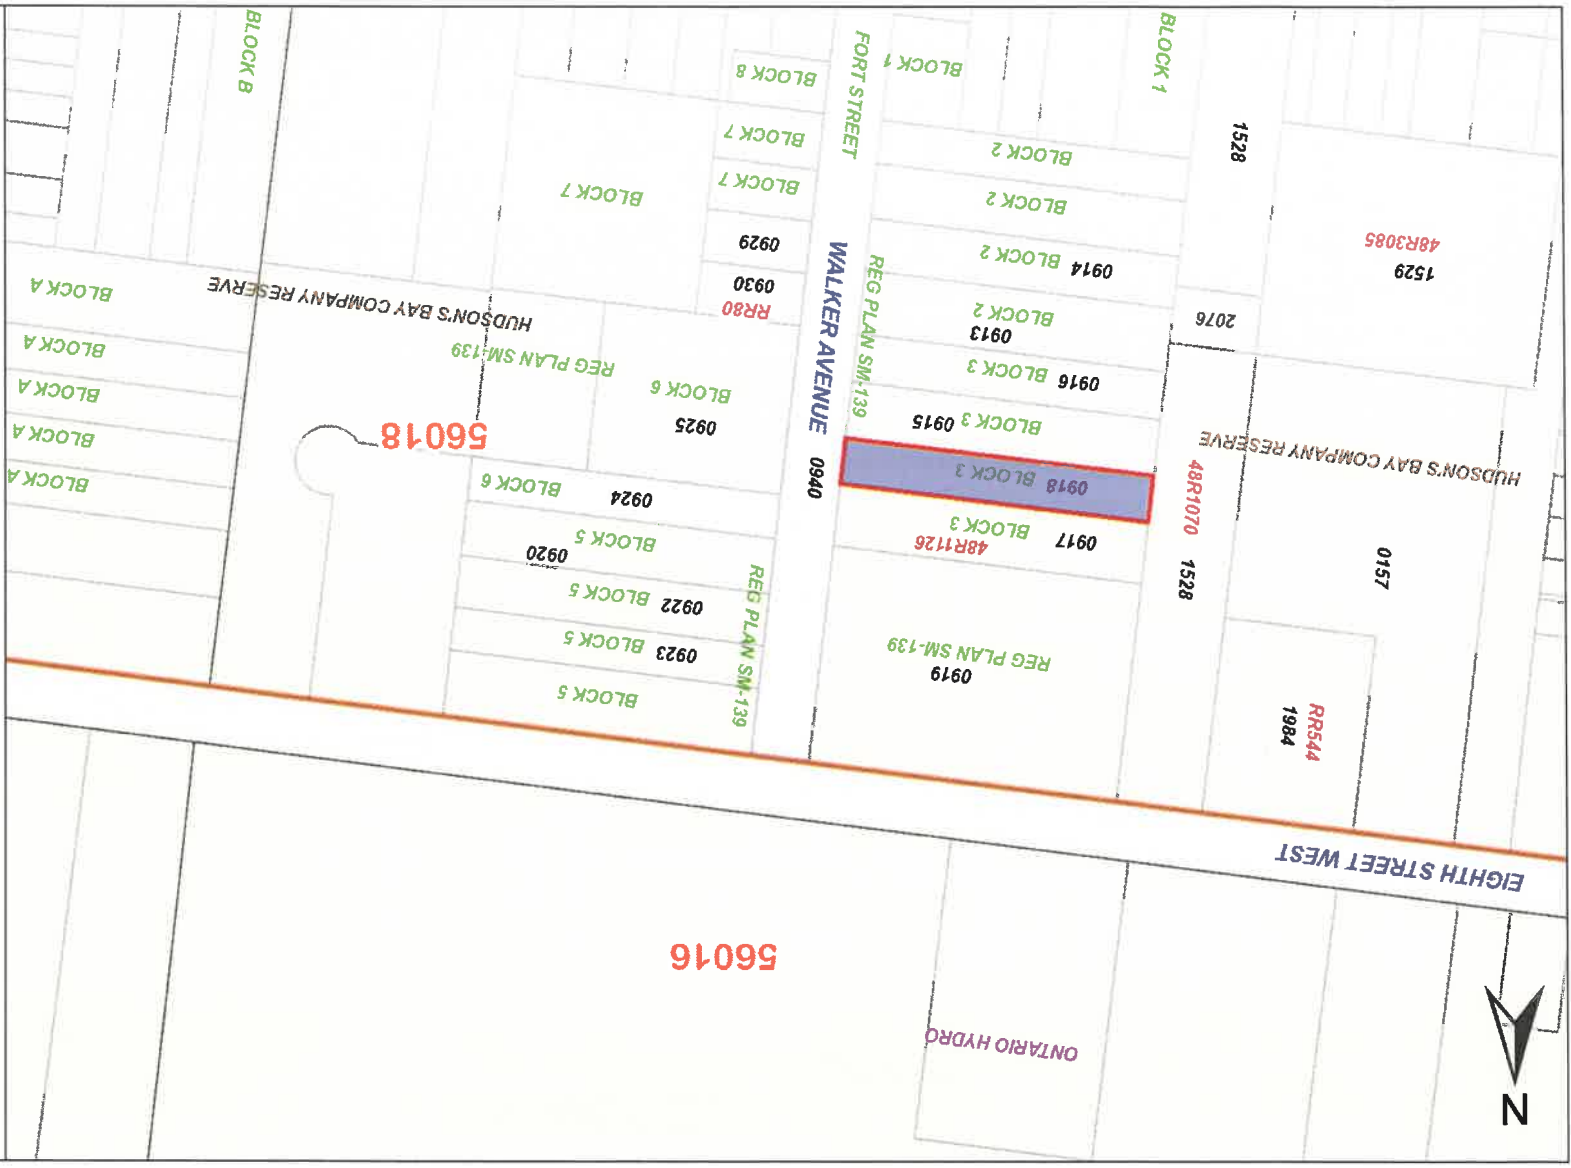 N
ONTARIO HYDRO
56016
EIGHTH STREET WEST
RR544
1984
0919
REG PLAN SM-139
BLOCK 5
REG PLAN SM-139
0923 BLOCK 5
0922 BLOCK 5
0920
BLOCK 5
0924
BLOCK 6
0157
1528
48R1070
0917
BLOCK 3
48R1126
0918 BLOCK 3
0940
WALKER AVENUE
HUDSON'S BAY COMPANY RESERVE
BLOCK 3 0915
0916 BLOCK 3
REG PLAN SM-139
0925
BLOCK 6
56018
REG PLAN SM-139
HUDSON'S BAY COMPANY RESERVE
BLOCK A
BLOCK A
BLOCK A
BLOCK A
BLOCK A
0913
BLOCK 2
0914 BLOCK 2
BLOCK 2
BLOCK 2
2076
1529
48R3085
1528
RR80
0930
0929
BLOCK 7
BLOCK 7
BLOCK 7
BLOCK 8
FORT STREET
BLOCK 1
BLOCK 1
BLOCK B